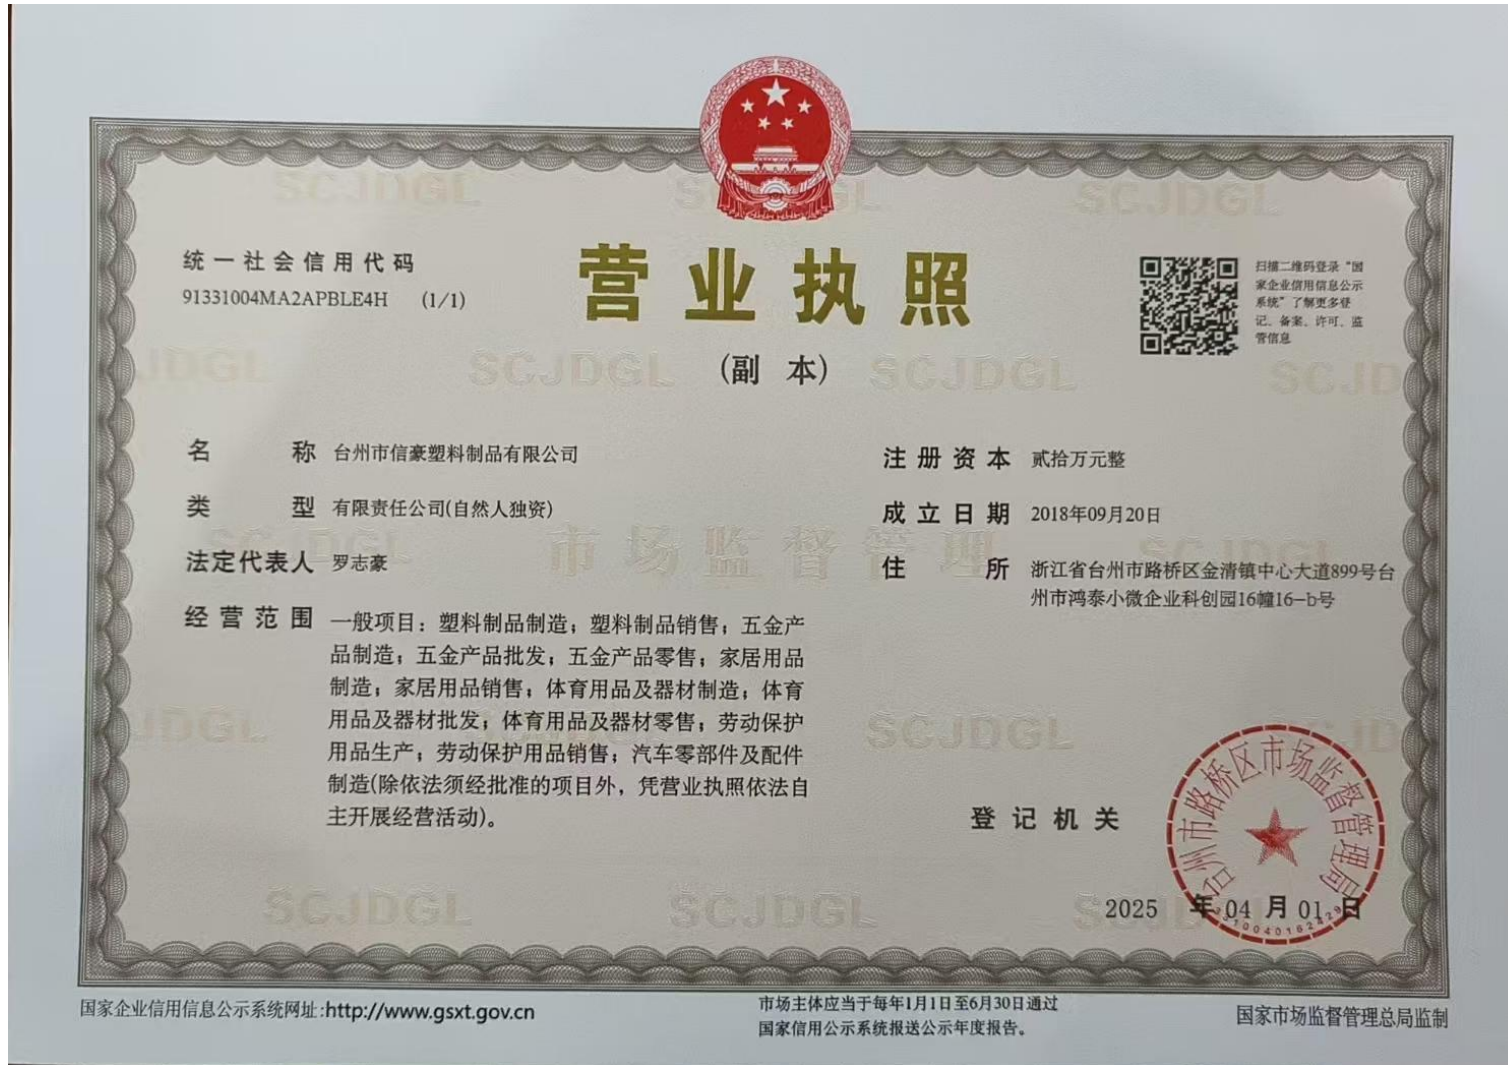 统一社会信用代码
91331004MA2APBLE4H (1/1)
营业执照
(副本)
扫描二维码登录“国
家企业信用信息公示
系统”了解更多登
记、备案、许可、监
管信息
名称 台州市信豪塑料制品有限公司
类型 有限责任公司(自然人独资)
法定代表人 罗志豪
经营范围 一般项目：塑料制品制造；塑料制品销售；五金产
品制造；五金产品批发；五金产品零售；家居用品
制造；家居用品销售；体育用品及器材制造；体育
用品及器材批发；体育用品及器材零售；劳动保护
用品生产；劳动保护用品销售；汽车零部件及配件
制造(除依法须经批准的项目外，凭营业执照依法自
主开展经营活动)。
注册资本 贰拾万元整
成立日期 2018年09月20日
住所 浙江省台州市路桥区金清镇中心大道899号台
州市鸿泰小微企业科创园16幢16-b号
登记机关
台州市路桥区市场监督管理局
2025年04月01日
SCJDGL
市场监督管理
国家企业信用信息公示系统网址:http://www.gsxt.gov.cn
市场主体应当于每年1月1日至6月30日通过
国家信用公示系统报送公示年度报告。
国家市场监督管理总局监制